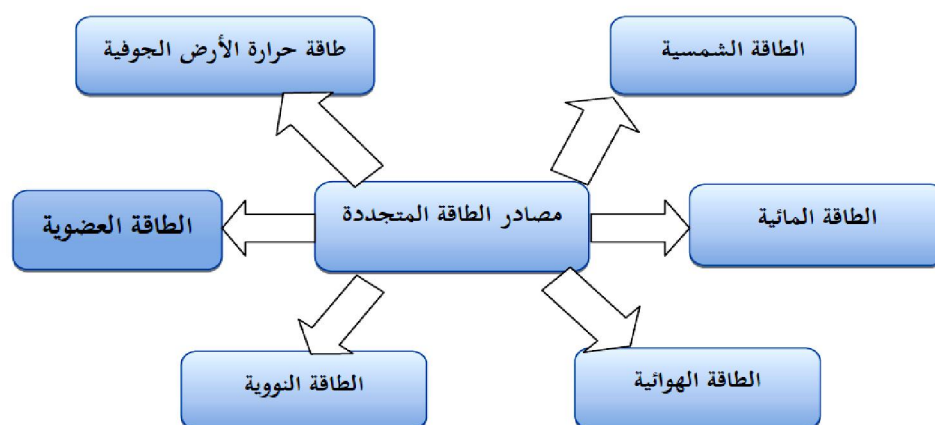 الطاقة الشمسية
طاقة حرارة الأرض الجوفية
الطاقة المائية
مصادر الطاقة المتجددة
الطاقة العضوية
الطاقة الهوائية
الطاقة النووية